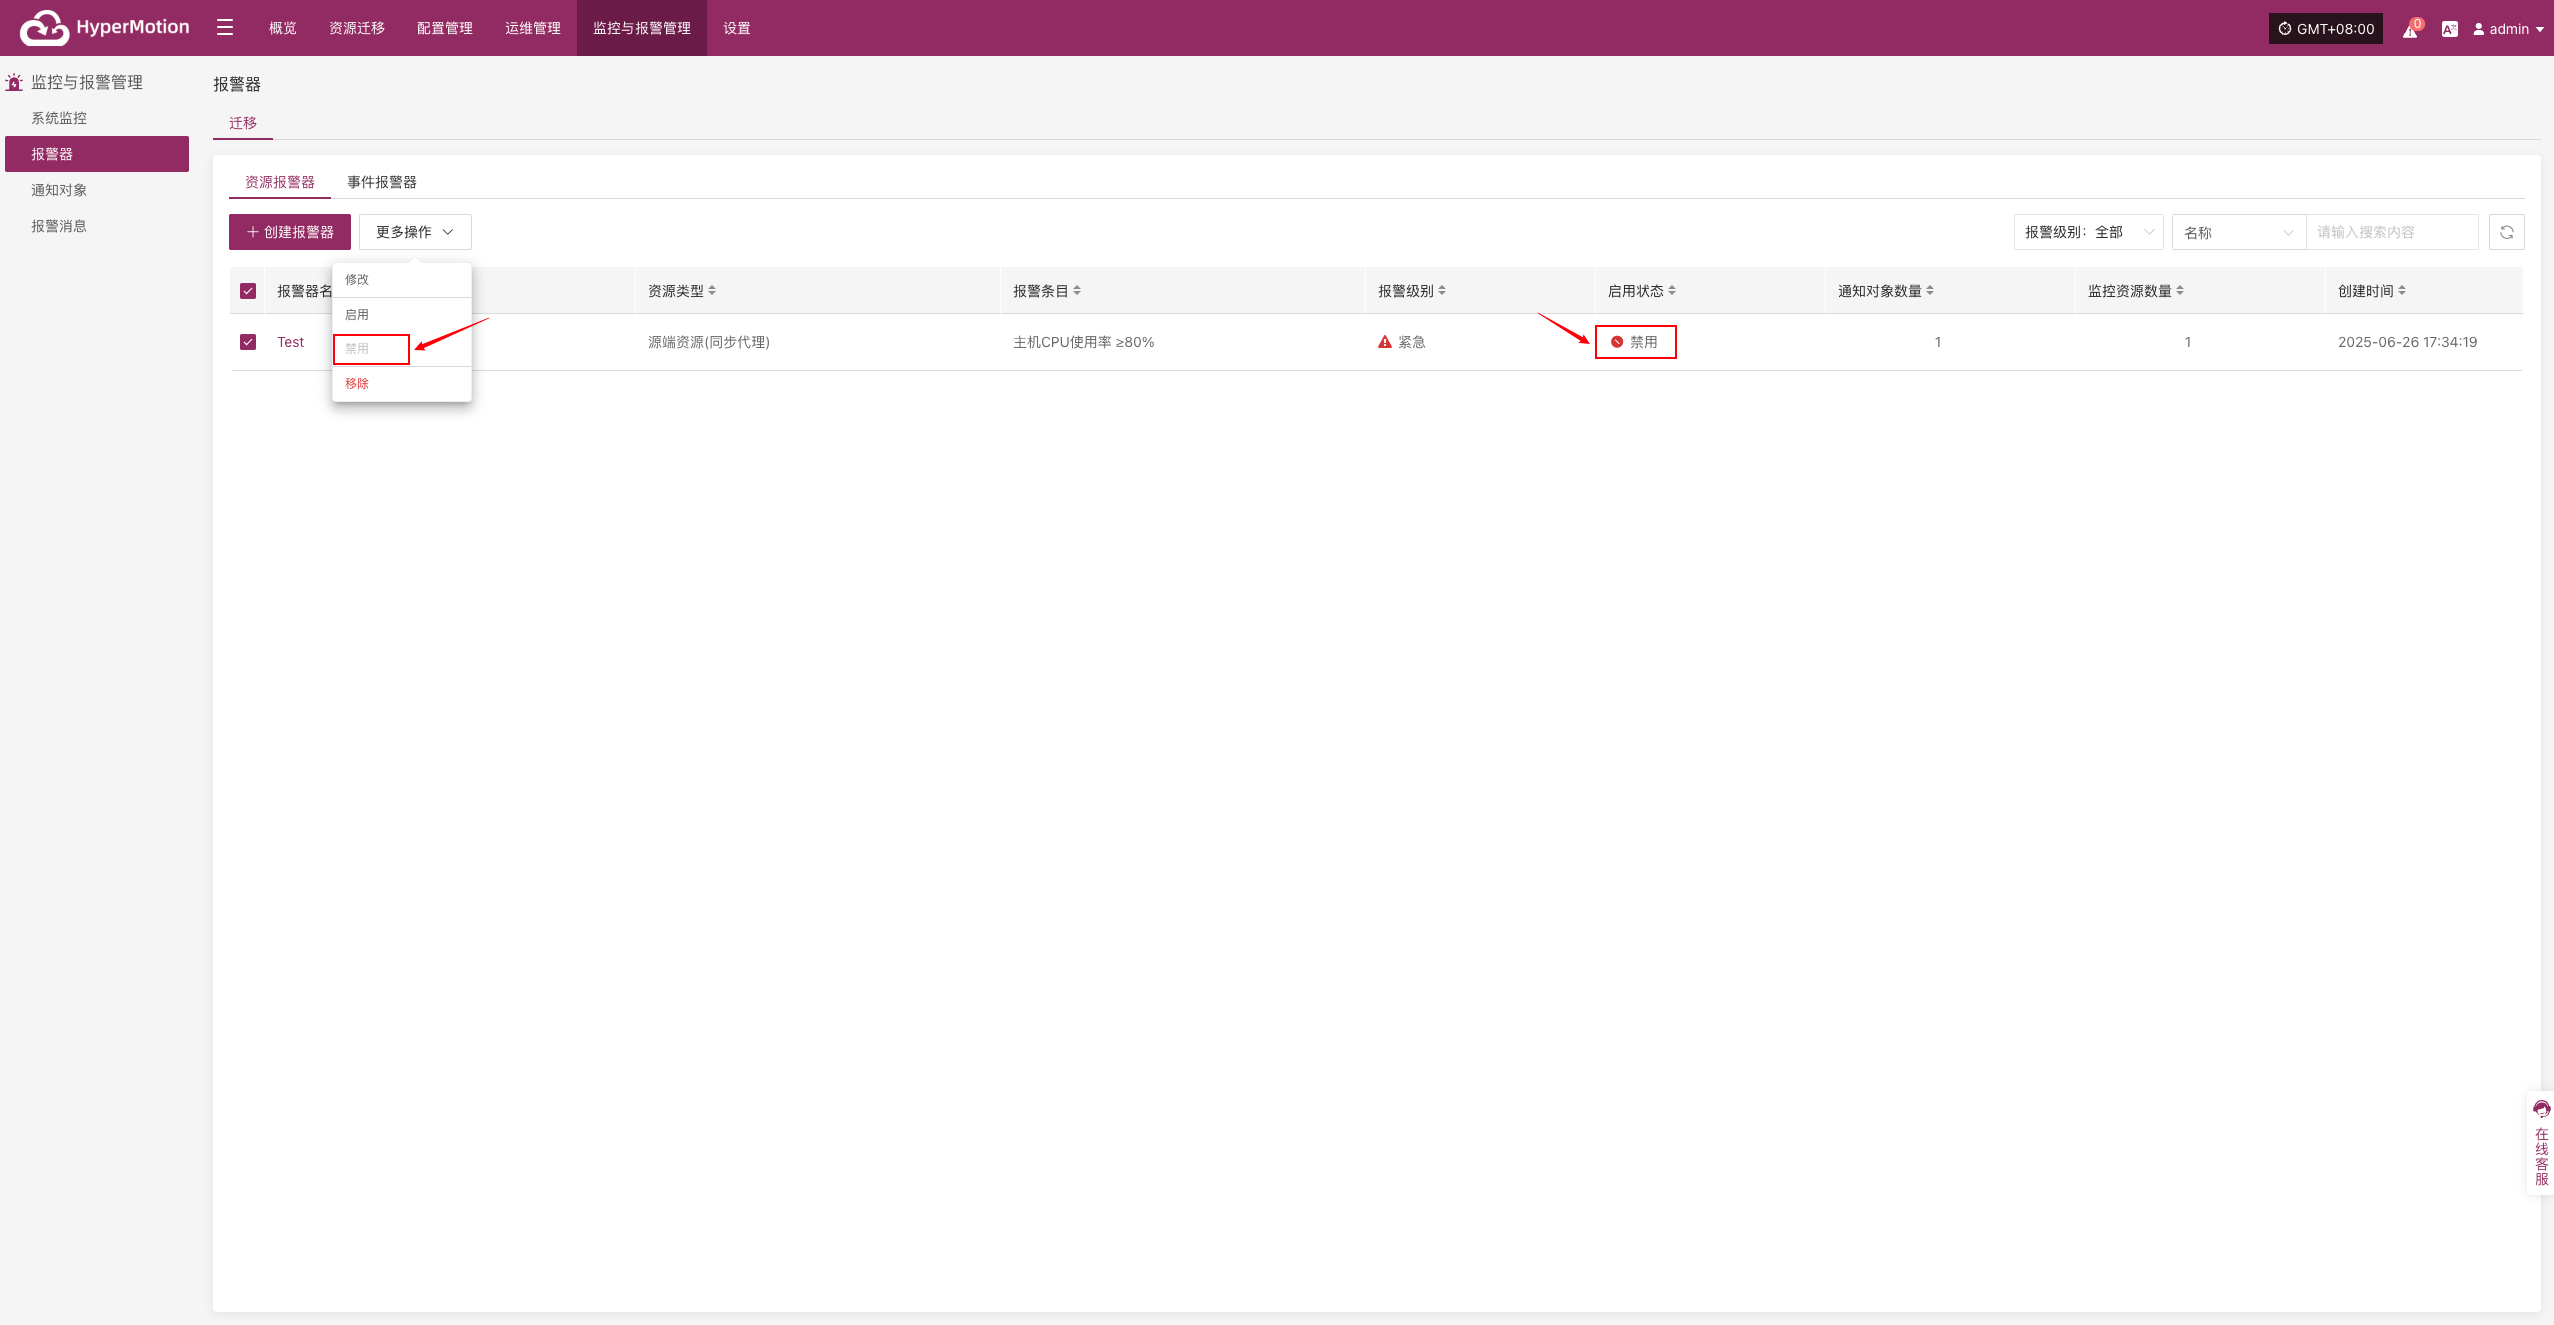 HyperMotion
概览
资源迁移
配置管理
运维管理
监控与报警管理
设置
GMT+08:00
0
admin
监控与报警管理
系统监控
报警器
通知对象
报警消息
报警器
迁移
资源报警器
事件报警器
创建报警器
更多操作
报警级别：全部
名称
请输入搜索内容
修改
启用
禁用
移除
报警器名
资源类型
报警条目
报警级别
启用状态
通知对象数量
监控资源数量
创建时间
Test
源端资源(同步代理)
主机CPU使用率 ≥80%
紧急
禁用
1
1
2025-06-26 17:34:19
在线客服